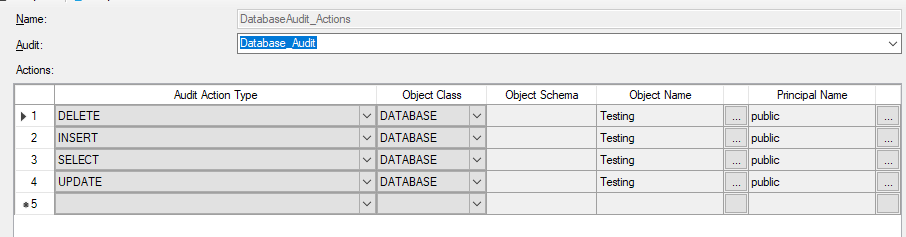 Name: DatabaseAudit_Actions
Audit: Database_Audit
Actions:
Audit Action Type Object Class Object Schema Object Name Principal Name
1 DELETE DATABASE Testing ... public ...
2 INSERT DATABASE Testing ... public ...
3 SELECT DATABASE Testing ... public ...
4 UPDATE DATABASE Testing ... public ...
5